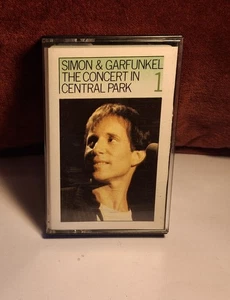 SIMON & GARFUNKEL
THE CONCERT IN
CENTRAL PARK
1